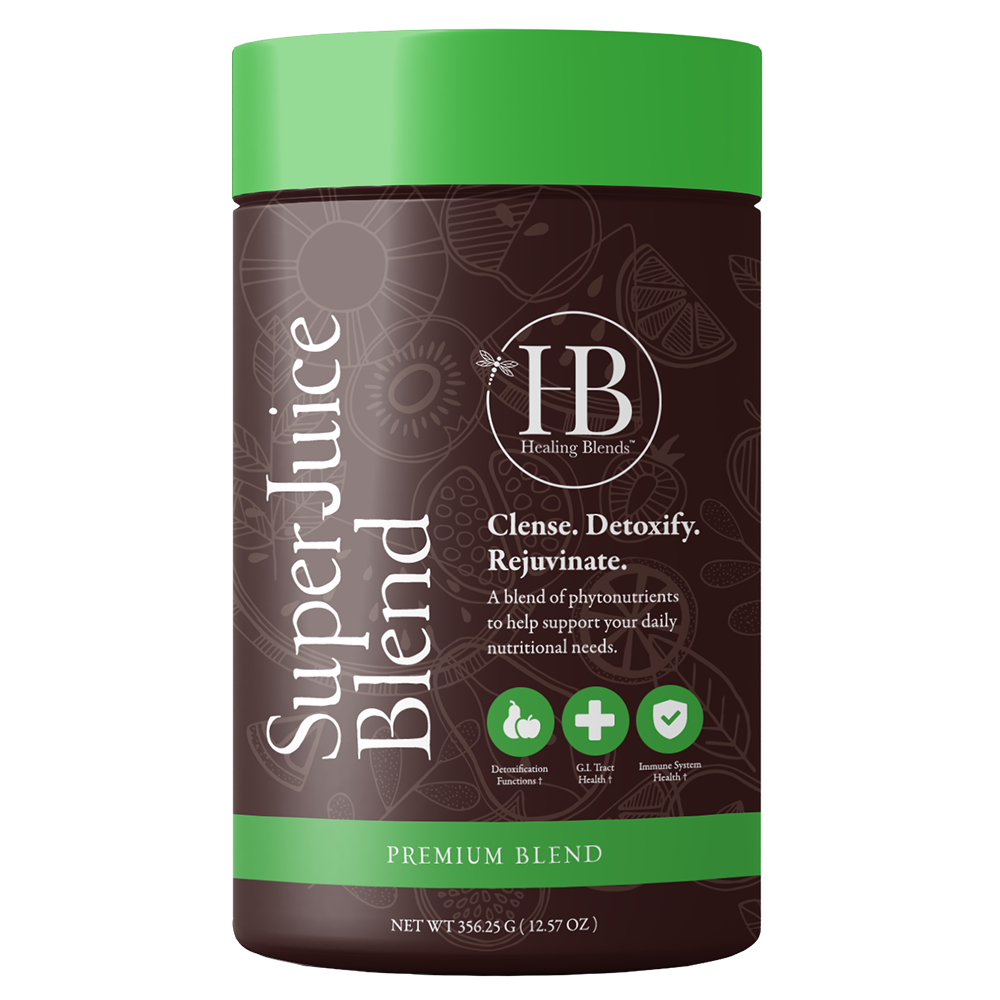 Super Juice
Blend
HB
Healing Blends™
Clense. Detoxify.
Rejuvinate.
A blend of phytonutrients
to help support your daily
nutritional needs.
Detoxification
Functions †
G.I. Tract
Health †
Immune System
Health †
PREMIUM BLEND
NET WT 356.25 G ( 12.57 OZ )